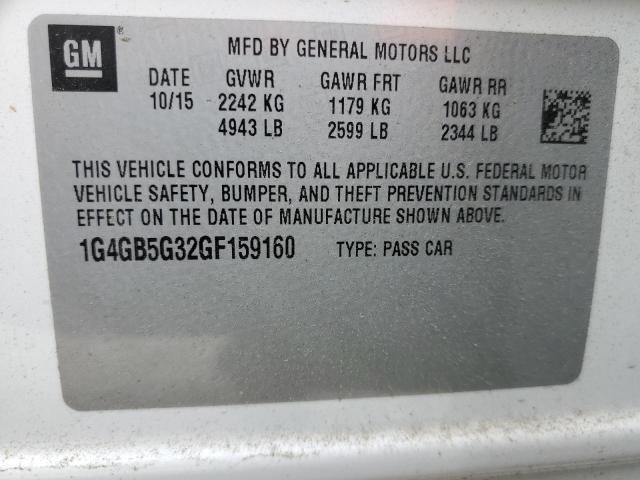 GM
MFD BY GENERAL MOTORS LLC
DATE GVWR GAWR FRT GAWR RR
10/15 2242 KG 1179 KG 1063 KG
4943 LB 2599 LB 2344 LB
THIS VEHICLE CONFORMS TO ALL APPLICABLE U.S. FEDERAL MOTOR
VEHICLE SAFETY, BUMPER, AND THEFT PREVENTION STANDARDS IN
EFFECT ON THE DATE OF MANUFACTURE SHOWN ABOVE.
1G4GB5G32GF159160 TYPE: PASS CAR